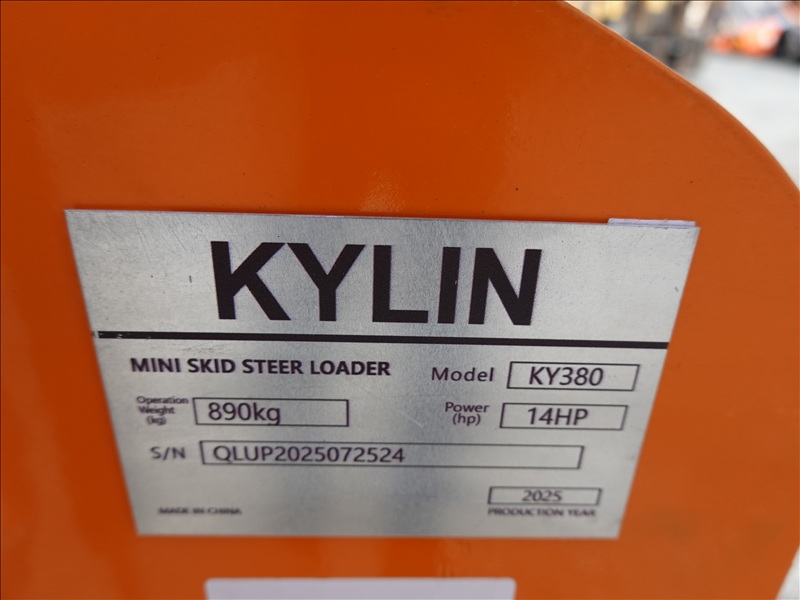 KYLIN
MINI SKID STEER LOADER
Model KY380
Operation
Weight
(kg)
890kg
Power
(hp)
14HP
S/N QLUP2025072524
2025
MADE IN CHINA
PRODUCTION YEAR